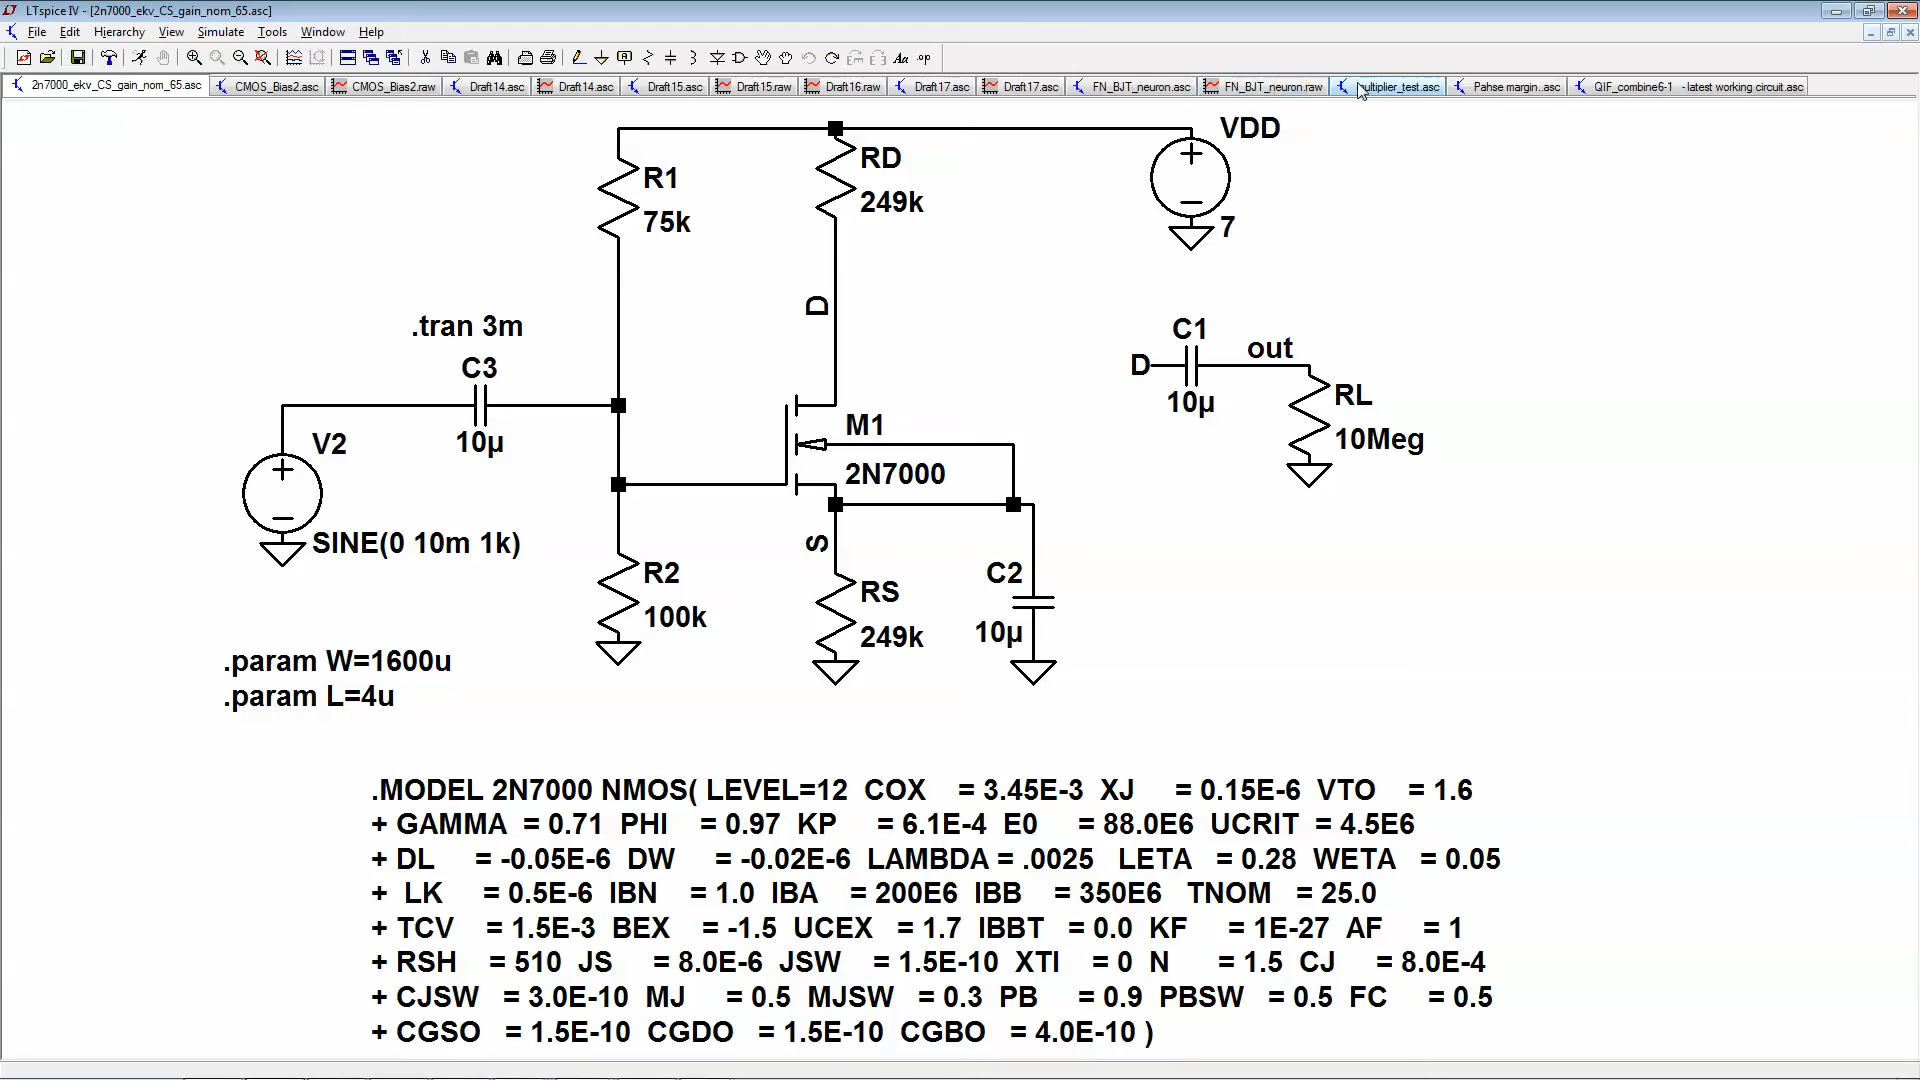 LTspice IV - [2n7000_ekv_CS_gain_nom_65.asc]
File Edit Hierarchy View Simulate Tools Window Help
Aa .op
2n7000_ekv_CS_gain_nom_65.asc CMOS_Bias2.asc CMOS_Bias2.raw Draft14.asc Draft14.asc Draft15.asc Draft15.raw Draft16.raw Draft17.asc Draft17.asc FN_BJT_neuron.asc FN_BJT_neuron.raw Pahse margin..asc QIF_combine6-1 - latest working circuit.asc
VDD
RD
R1
249k
75k
7
D
.tran 3m
C1
out
C3
D
RL
10µ
M1
V2
10µ
10Meg
2N7000
S
SINE(0 10m 1k)
R2
C2
RS
100k
10µ
249k
.param W=1600u
.param L=4u
.MODEL 2N7000 NMOS( LEVEL=12 COX = 3.45E-3 XJ = 0.15E-6 VTO = 1.6
+ GAMMA = 0.71 PHI = 0.97 KP = 6.1E-4 E0 = 88.0E6 UCRIT = 4.5E6
+ DL = -0.05E-6 DW = -0.02E-6 LAMBDA = .0025 LETA = 0.28 WETA = 0.05
+ LK = 0.5E-6 IBN = 1.0 IBA = 200E6 IBB = 350E6 TNOM = 25.0
+ TCV = 1.5E-3 BEX = -1.5 UCEX = 1.7 IBBT = 0.0 KF = 1E-27 AF = 1
+ RSH = 510 JS = 8.0E-6 JSW = 1.5E-10 XTI = 0 N = 1.5 CJ = 8.0E-4
+ CJSW = 3.0E-10 MJ = 0.5 MJSW = 0.3 PB = 0.9 PBSW = 0.5 FC = 0.5
+ CGSO = 1.5E-10 CGDO = 1.5E-10 CGBO = 4.0E-10 )